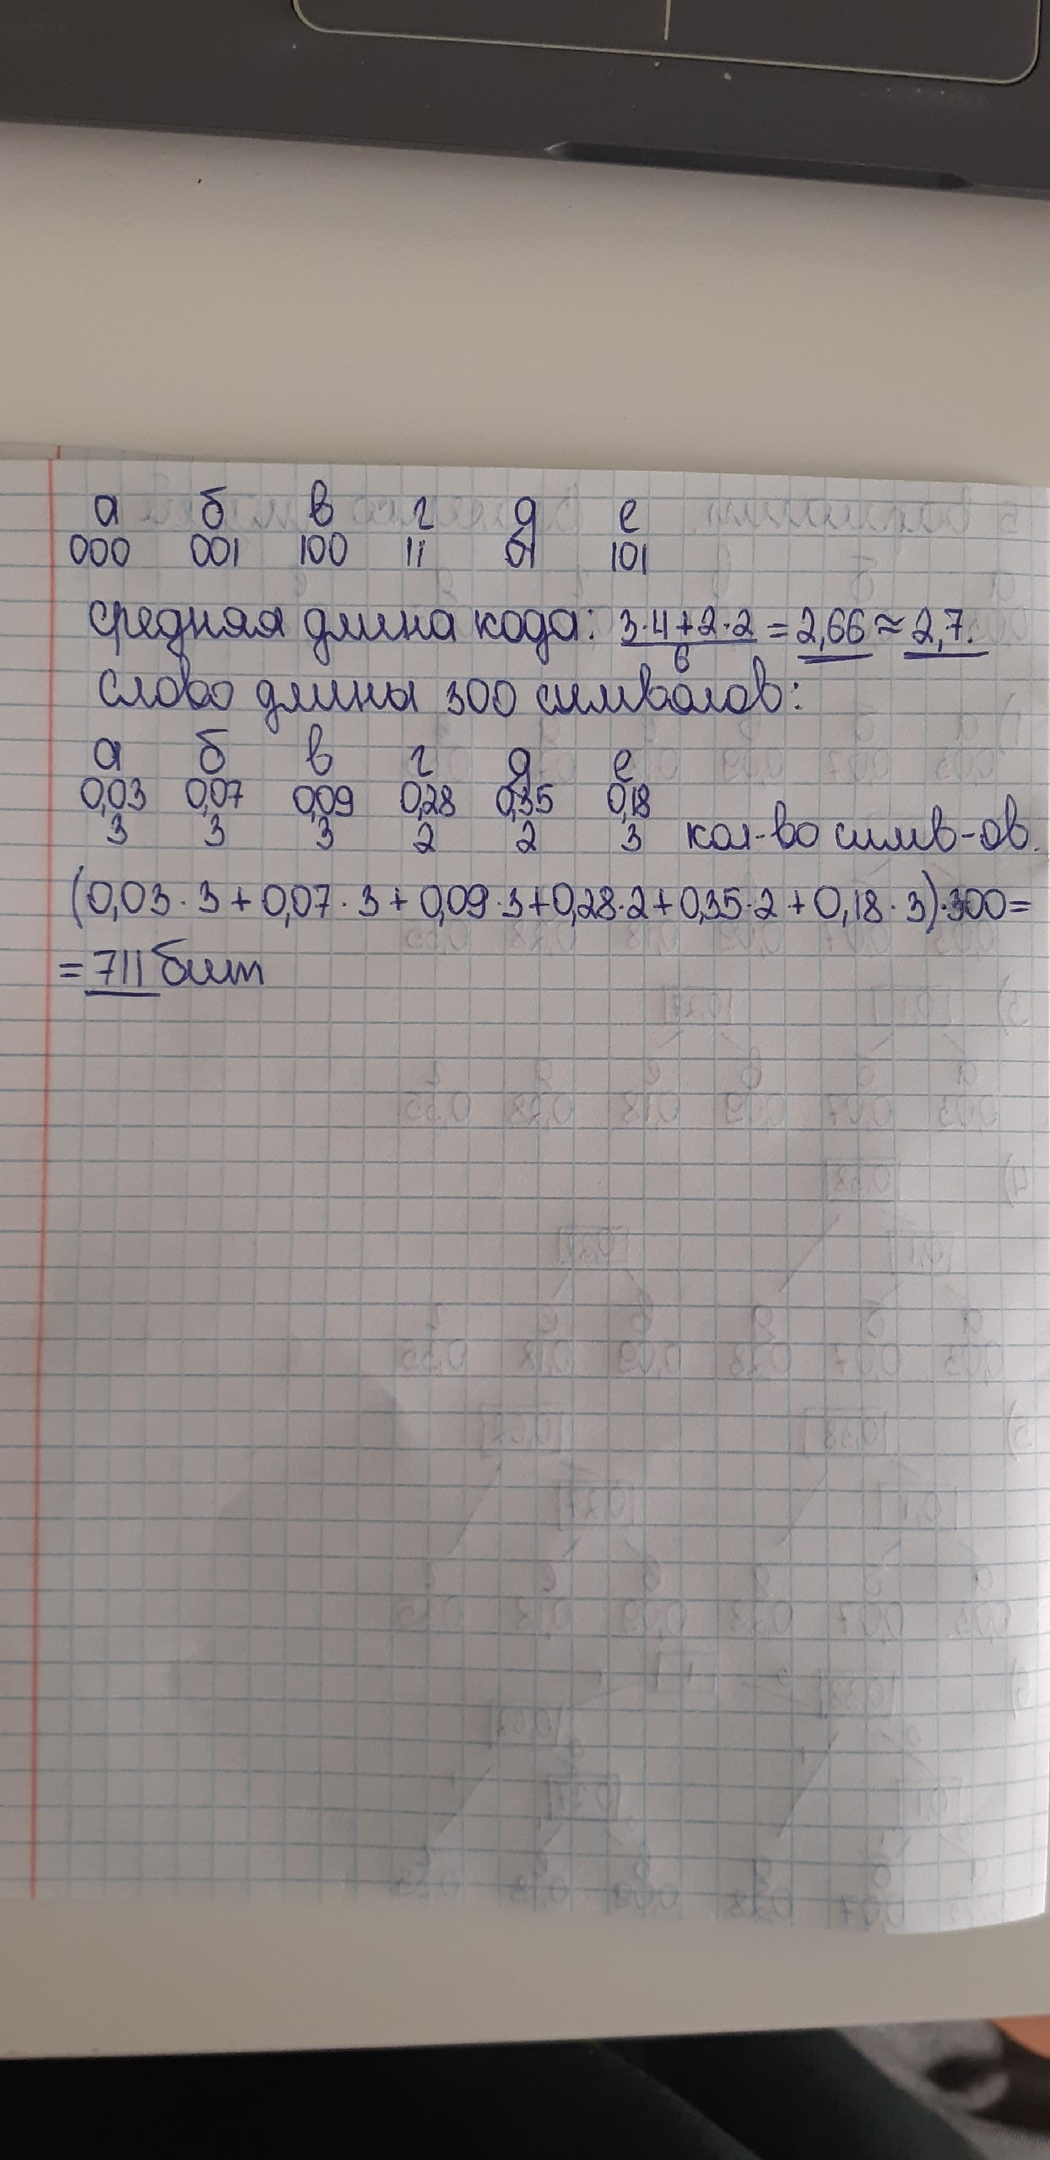 а б в г д е
000 001 100 11 01 101
средняя длина кода: 3·4+2·2 / 6 = 2,66 ≈ 2,7.
слово длины 300 символов:
а б в г д е
0,03 0,07 0,09 0,28 0,35 0,18
3 3 3 2 2 3 кол-во симв-ов.
(0,03·3+0,07·3+0,09·3+0,28·2+0,35·2+0,18·3)·300=
= 711 бит